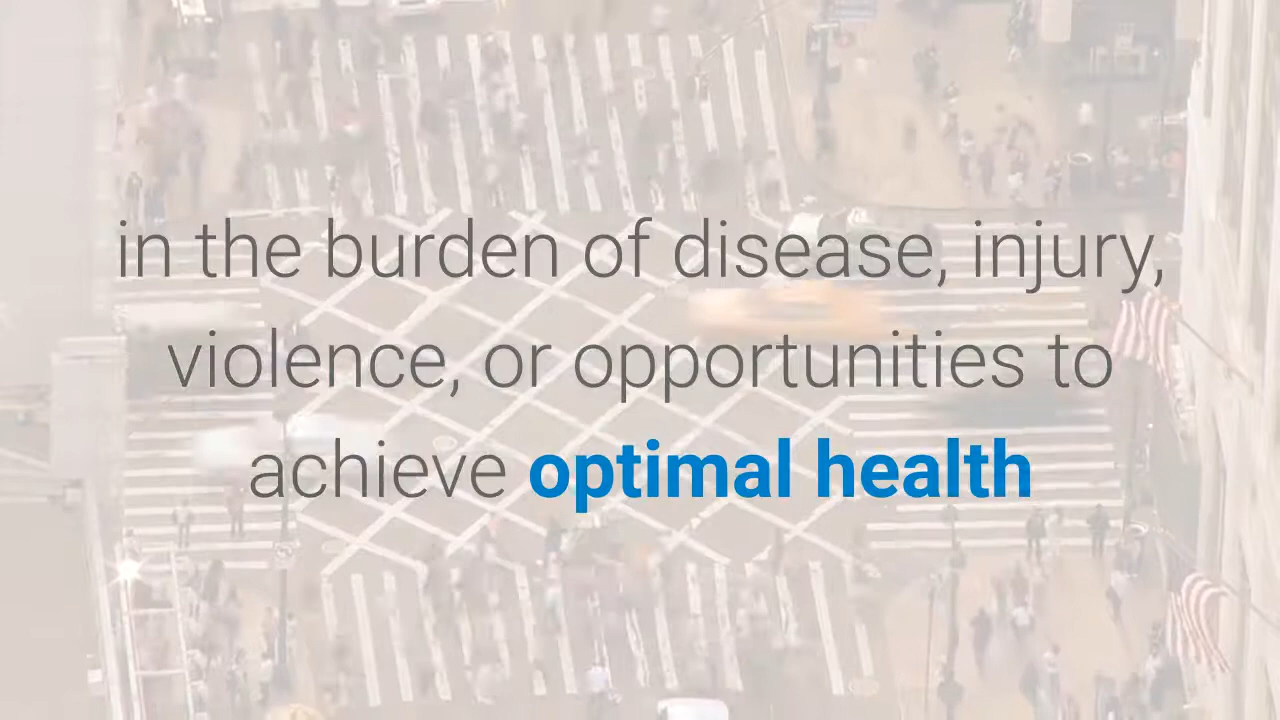 in the burden of disease, injury,
violence, or opportunities to
achieve optimal health